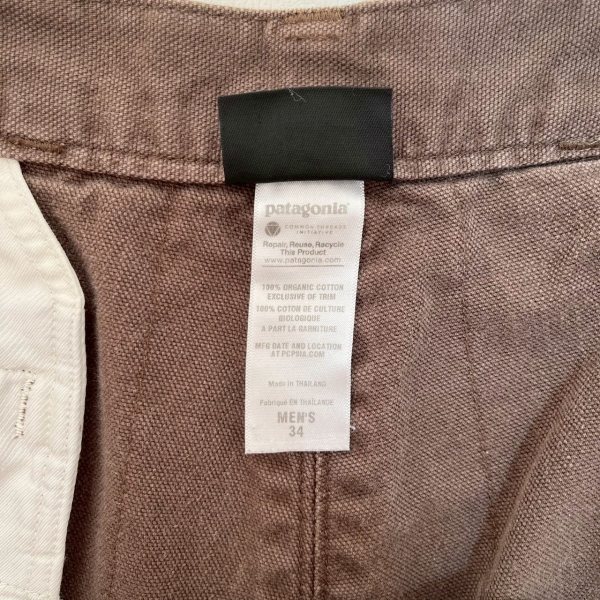 patagonia®
COMMON THREADS
INITIATIVE
Repair, Reuse, Recycle
This Product
www.patagonia.com
100% ORGANIC COTTON
EXCLUSIVE OF TRIM
100% COTON DE CULTURE
BIOLOGIQUE
A PART LA GARNITURE
MFG DATE AND LOCATION
AT PCPSIA.COM
Made in THAILAND
Fabriqué EN THAÏLANDE
MEN'S
34